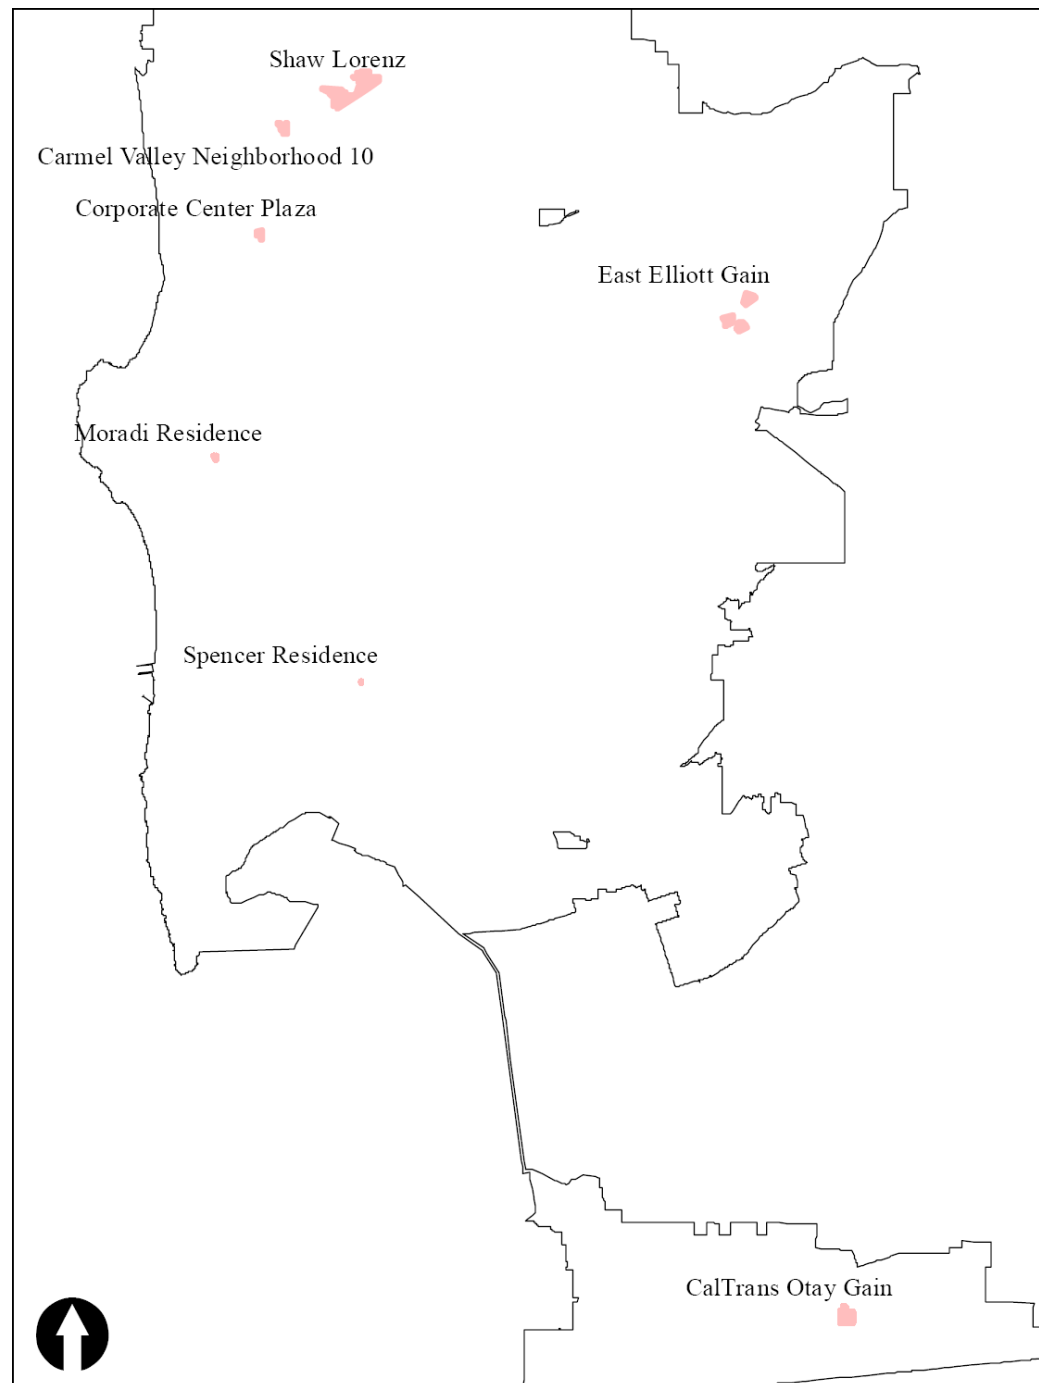 Shaw Lorenz
Carmel Valley Neighborhood 10
Corporate Center Plaza
East Elliott Gain
Moradi Residence
Spencer Residence
CalTrans Otay Gain